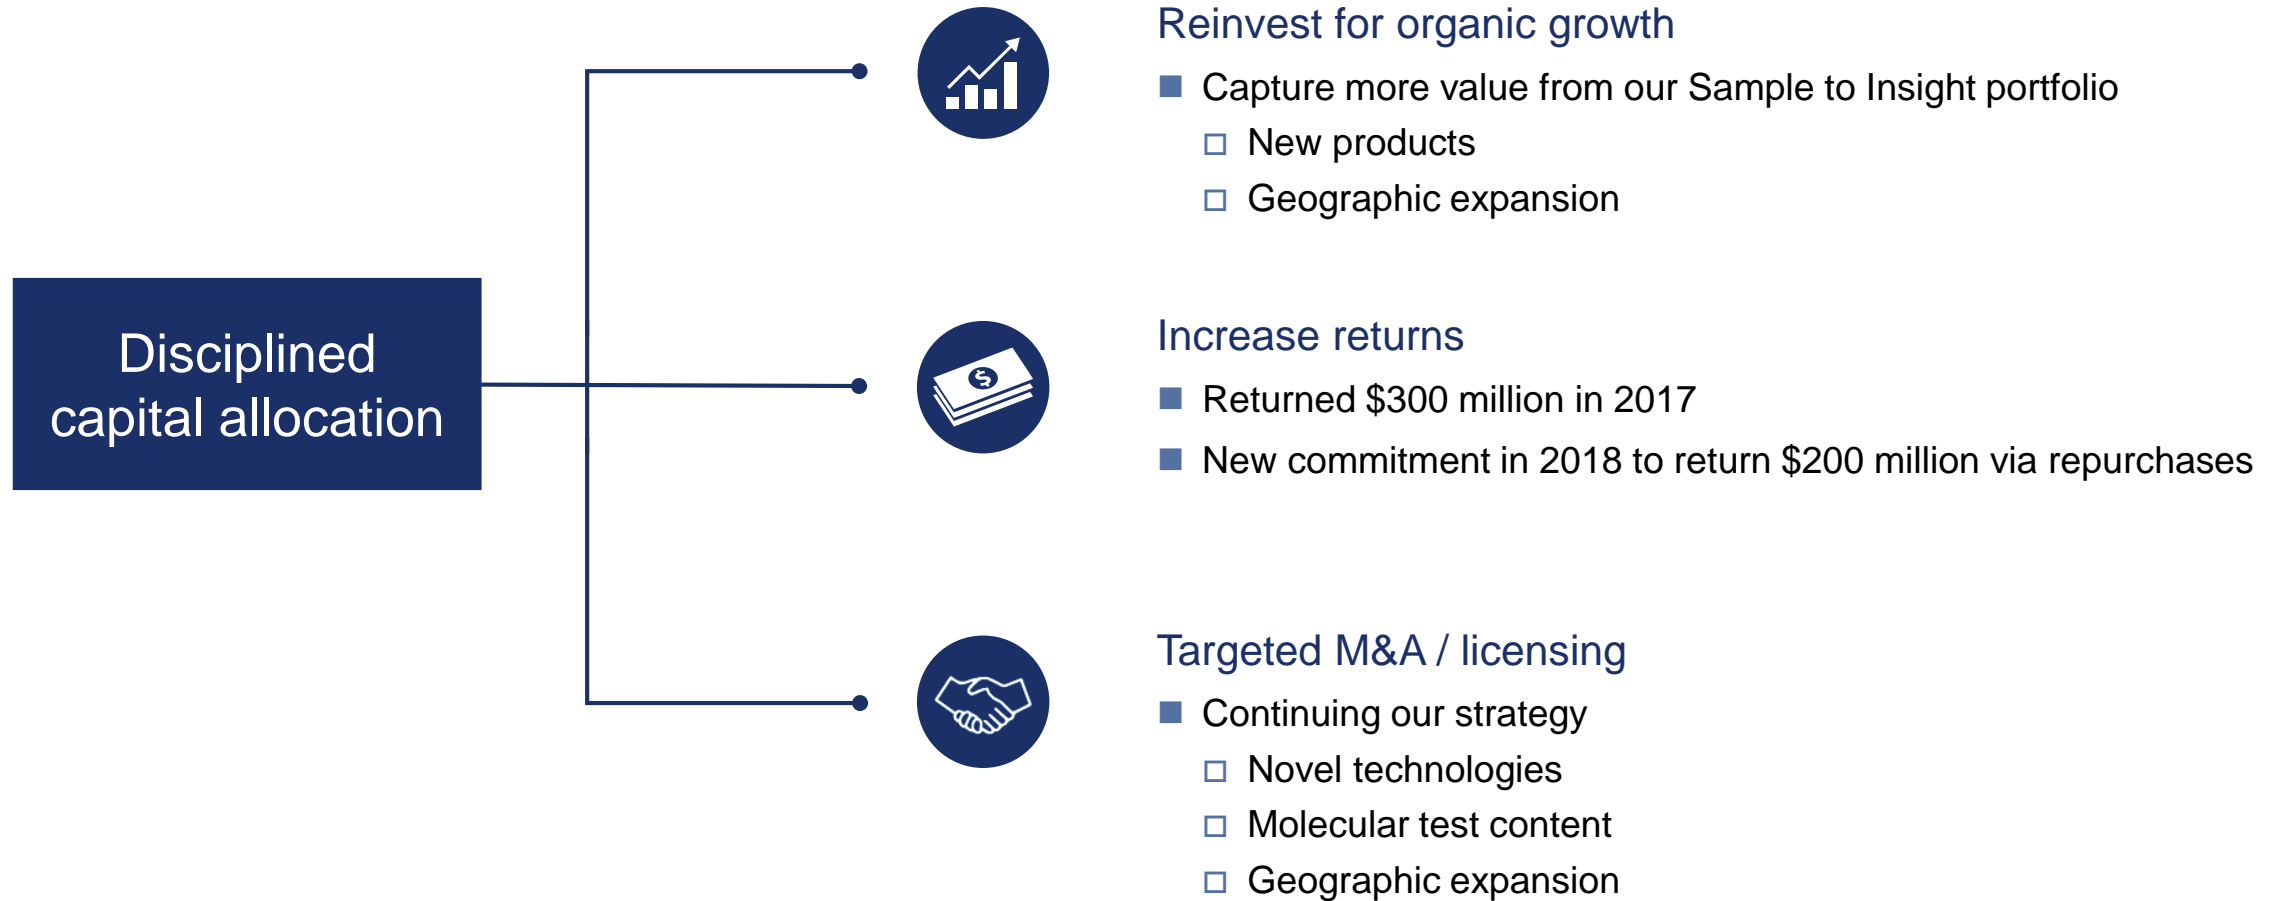 Disciplined
capital allocation
Reinvest for organic growth
Capture more value from our Sample to Insight portfolio
New products
Geographic expansion
$
Increase returns
Returned $300 million in 2017
New commitment in 2018 to return $200 million via repurchases
Targeted M&A / licensing
Continuing our strategy
Novel technologies
Molecular test content
Geographic expansion